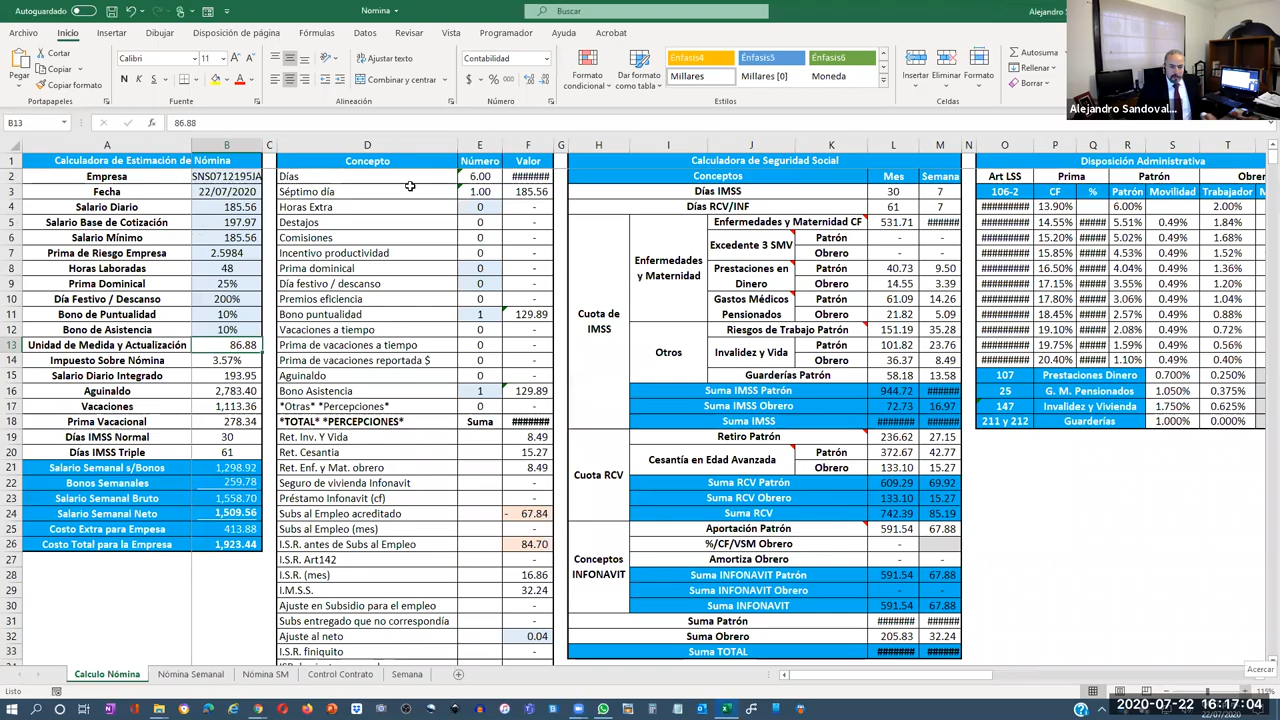 Autoguardado
Nomina
Buscar
Alejandro S
Archivo Inicio Insertar Dibujar Disposición de página Fórmulas Datos Revisar Vista Programador Ayuda Acrobat
Pegar
Cortar
Copiar
Copiar formato
Portapapeles
Calibri 11
N K S
Fuente
Ajustar texto
Combinar y centrar
Alineación
Contabilidad
$ % 000
Número
Formato condicional
Dar formato como tabla
Énfasis4 Énfasis5 Énfasis6
Millares Millares [0] Moneda
Estilos
Insertar Eliminar Formato
Celdas
Autosuma
Rellenar
Borrar
Alejandro Sandoval...
B13 fx 86.88
A B C D E F G H I J K L M N O P Q R S T
1 Calculadora de Estimación de Nómina Concepto Número Valor Calculadora de Seguridad Social Disposición Administrativa
2 Empresa SNS0712195JA Días 6.00 ####### Conceptos Mes Semana Art LSS Prima Patrón Obrer
3 Fecha 22/07/2020 Séptimo día 1.00 185.56 Días IMSS 30 7 106-2 CF % Patrón Movilidad Trabajador M
4 Salario Diario 185.56 Horas Extra 0 - Días RCV/INF 61 7 ######### 13.90% ##### 6.00% 2.00%
5 Salario Base de Cotización 197.97 Destajos 0 - Enfermedades y Maternidad CF 531.71 ###### ######### 14.55% ##### 5.51% 0.49% 1.84%
6 Salario Mínimo 185.56 Comisiones 0 - Excedente 3 SMV Patrón - - ######### 15.20% ##### 5.02% 0.49% 1.68%
7 Prima de Riesgo Empresa 2.5984 Incentivo productividad 0 - Obrero - - ######### 15.85% ##### 4.53% 0.49% 1.52%
8 Horas Laboradas 48 Prima dominical 0 - Enfermedades y Maternidad Prestaciones en Dinero Patrón 40.73 9.50 ######### 16.50% ##### 4.04% 0.49% 1.36%
9 Prima Dominical 25% Día festivo / descanso 0 - Obrero 14.55 3.39 ######### 17.15% ##### 3.55% 0.49% 1.20%
10 Día Festivo / Descanso 200% Premios eficiencia 0 - Gastos Médicos Pensionados Patrón 61.09 14.26 ######### 17.80% ##### 3.06% 0.49% 1.04%
11 Bono de Puntualidad 10% Bono puntualidad 1 129.89 Cuota de IMSS Obrero 21.82 5.09 ######### 18.45% ##### 2.57% 0.49% 0.88%
12 Bono de Asistencia 10% Vacaciones a tiempo 0 - Riesgos de Trabajo Patrón 151.19 35.28 ######### 19.10% ##### 2.08% 0.49% 0.72%
13 Unidad de Medida y Actualización 86.88 Prima de vacaciones a tiempo 0 - Otros Invalidez y Vida Patrón 101.82 23.76 ######### 19.75% ##### 1.59% 0.49% 0.56%
14 Impuesto Sobre Nómina 3.57% Prima de vacaciones reportada $ 0 - Obrero 36.37 8.49 ######### 20.40% ##### 1.10% 0.49% 0.40%
15 Salario Diario Integrado 193.95 Aguinaldo 0 - Guarderías Patrón 58.18 13.58 107 Prestaciones Dinero 0.700% 0.250%
16 Aguinaldo 2,783.40 Bono Asistencia 1 129.89 Suma IMSS Patrón 944.72 ###### 25 G. M. Pensionados 1.050% 0.375%
17 Vacaciones 1,113.36 *Otras* *Percepciones* 0 - Suma IMSS Obrero 72.73 16.97 147 Invalidez y Vivienda 1.750% 0.625%
18 Prima Vacacional 278.34 *TOTAL* *PERCEPCIONES* Suma ####### Suma IMSS ####### ###### 211 y 212 Guarderías 1.000% 0.000%
19 Días IMSS Normal 30 Ret. Inv. Y Vida 8.49 Retiro Patrón 236.62 27.15
20 Días IMSS Triple 61 Ret. Cesantía 15.27 Cuota RCV Cesantía en Edad Avanzada Patrón 372.67 42.77
21 Salario Semanal s/Bonos 1,298.92 Ret. Enf. y Mat. obrero 8.49 Obrero 133.10 15.27
22 Bonos Semanales 259.78 Seguro de vivienda Infonavit - Suma RCV Patrón 609.29 69.92
23 Salario Semanal Bruto 1,558.70 Préstamo Infonavit (cf) - Suma RCV Obrero 133.10 15.27
24 Salario Semanal Neto 1,509.56 Subs al Empleo acreditado - 67.84 Suma RCV 742.39 85.19
25 Costo Extra para Empesa 413.88 Subs al Empleo (mes) - Aportación Patrón 591.54 67.88
26 Costo Total para la Empresa 1,923.44 I.S.R. antes de Subs al Empleo 84.70 %/CF/VSM Obrero -
27 I.S.R. Art142 - Conceptos INFONAVIT Amortiza Obrero - -
28 I.S.R. (mes) 16.86 Suma INFONAVIT Patrón 591.54 67.88
29 I.M.S.S. 32.24 Suma INFONAVIT Obrero - -
30 Ajuste en Subsidio para el empleo - Suma INFONAVIT 591.54 67.88
31 Subs entregado que no correspondía - Suma Patrón ####### ######
32 Ajuste al neto 0.04 Suma Obrero 205.83 32.24
33 I.S.R. finiquito - Suma TOTAL ####### ######
Acercar
Calculo Nómina Nómina Semanal Nómina SM Control Contrato Semana
Listo
115%
2020-07-22 16:17:04
22/07/2020